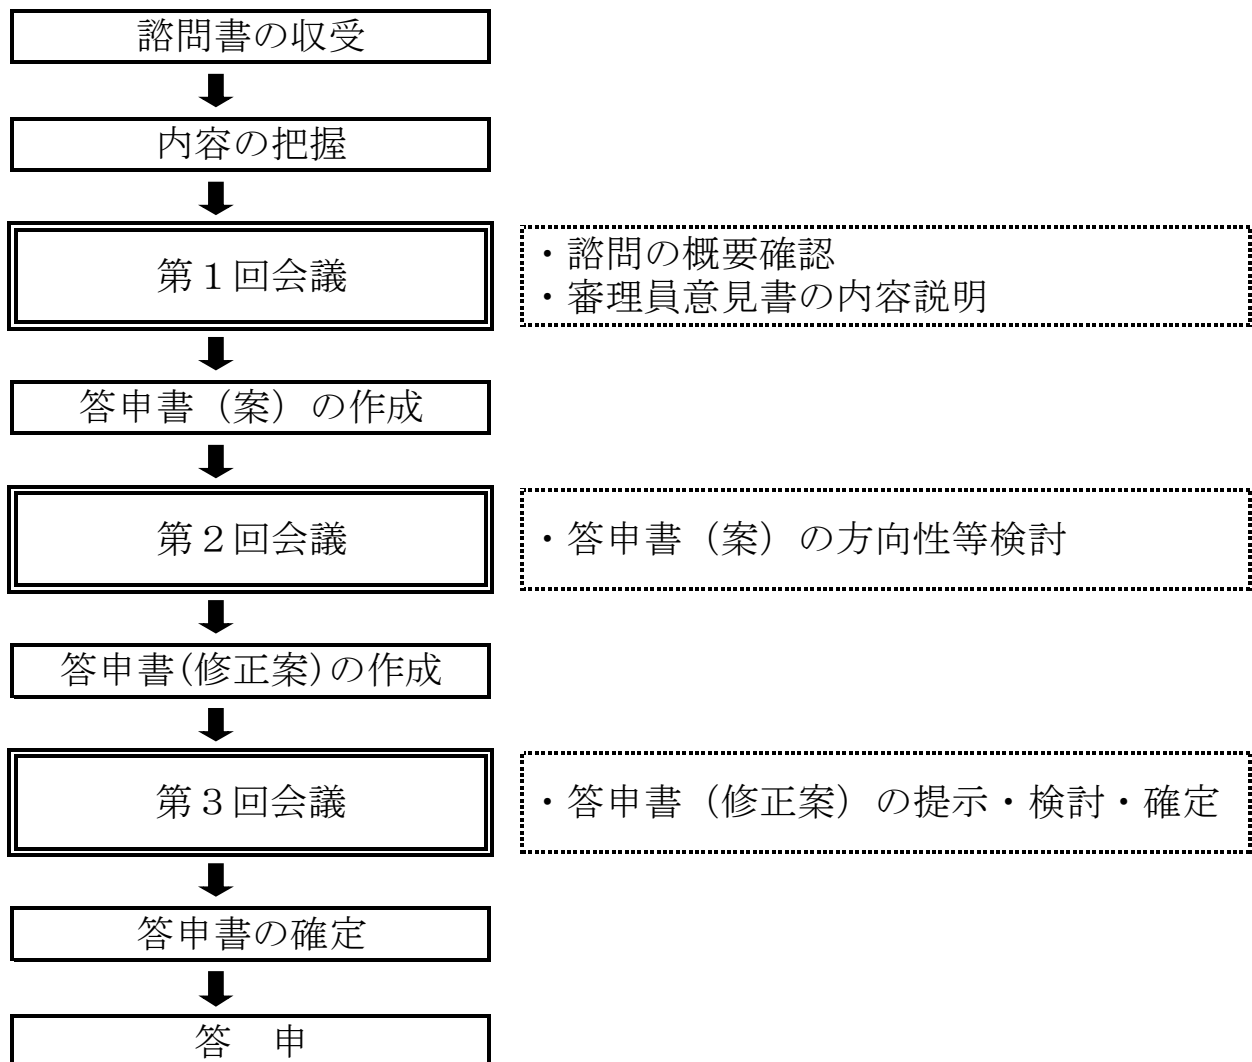 諮問書の収受
内容の把握
第１回会議
・諮問の概要確認
・審理員意見書の内容説明
答申書（案）の作成
第２回会議
・答申書（案）の方向性等検討
答申書(修正案)の作成
第３回会議
・答申書（修正案）の提示・検討・確定
答申書の確定
答　申